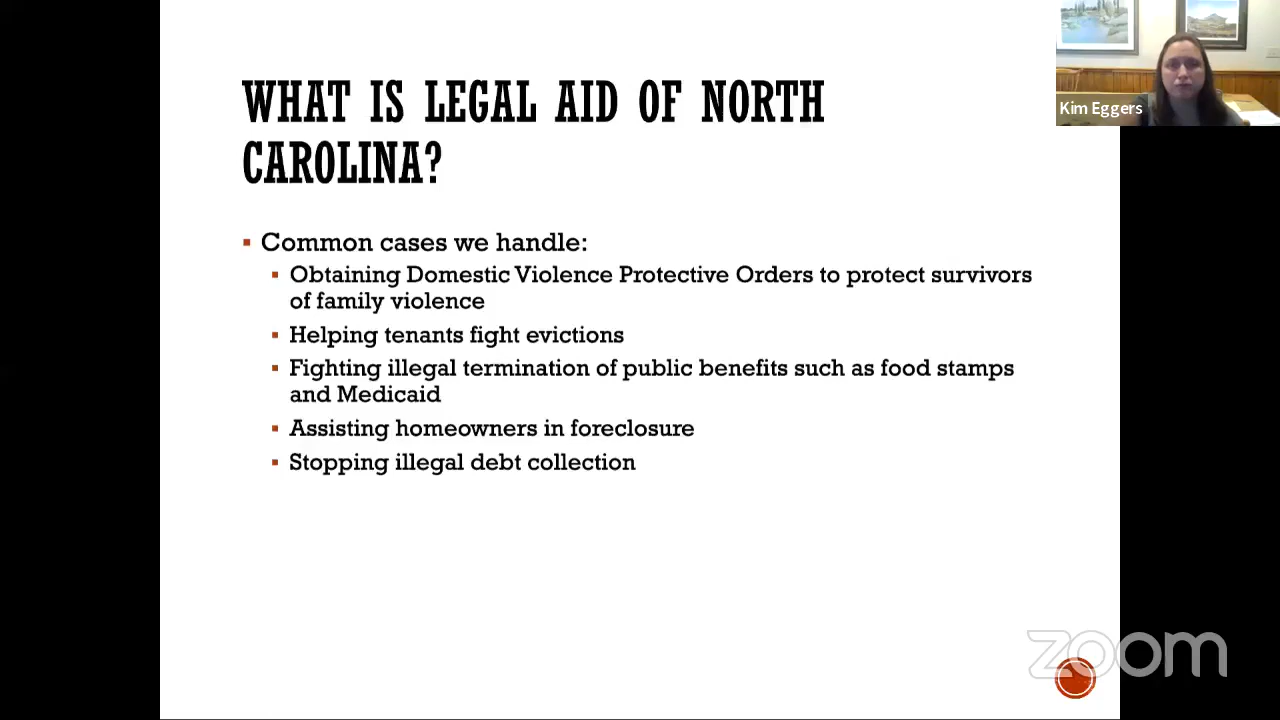 WHAT IS LEGAL AID OF NORTH
CAROLINA?
Kim Eggers
▪ Common cases we handle:
▪ Obtaining Domestic Violence Protective Orders to protect survivors
of family violence
▪ Helping tenants fight evictions
▪ Fighting illegal termination of public benefits such as food stamps
and Medicaid
▪ Assisting homeowners in foreclosure
▪ Stopping illegal debt collection
zoom